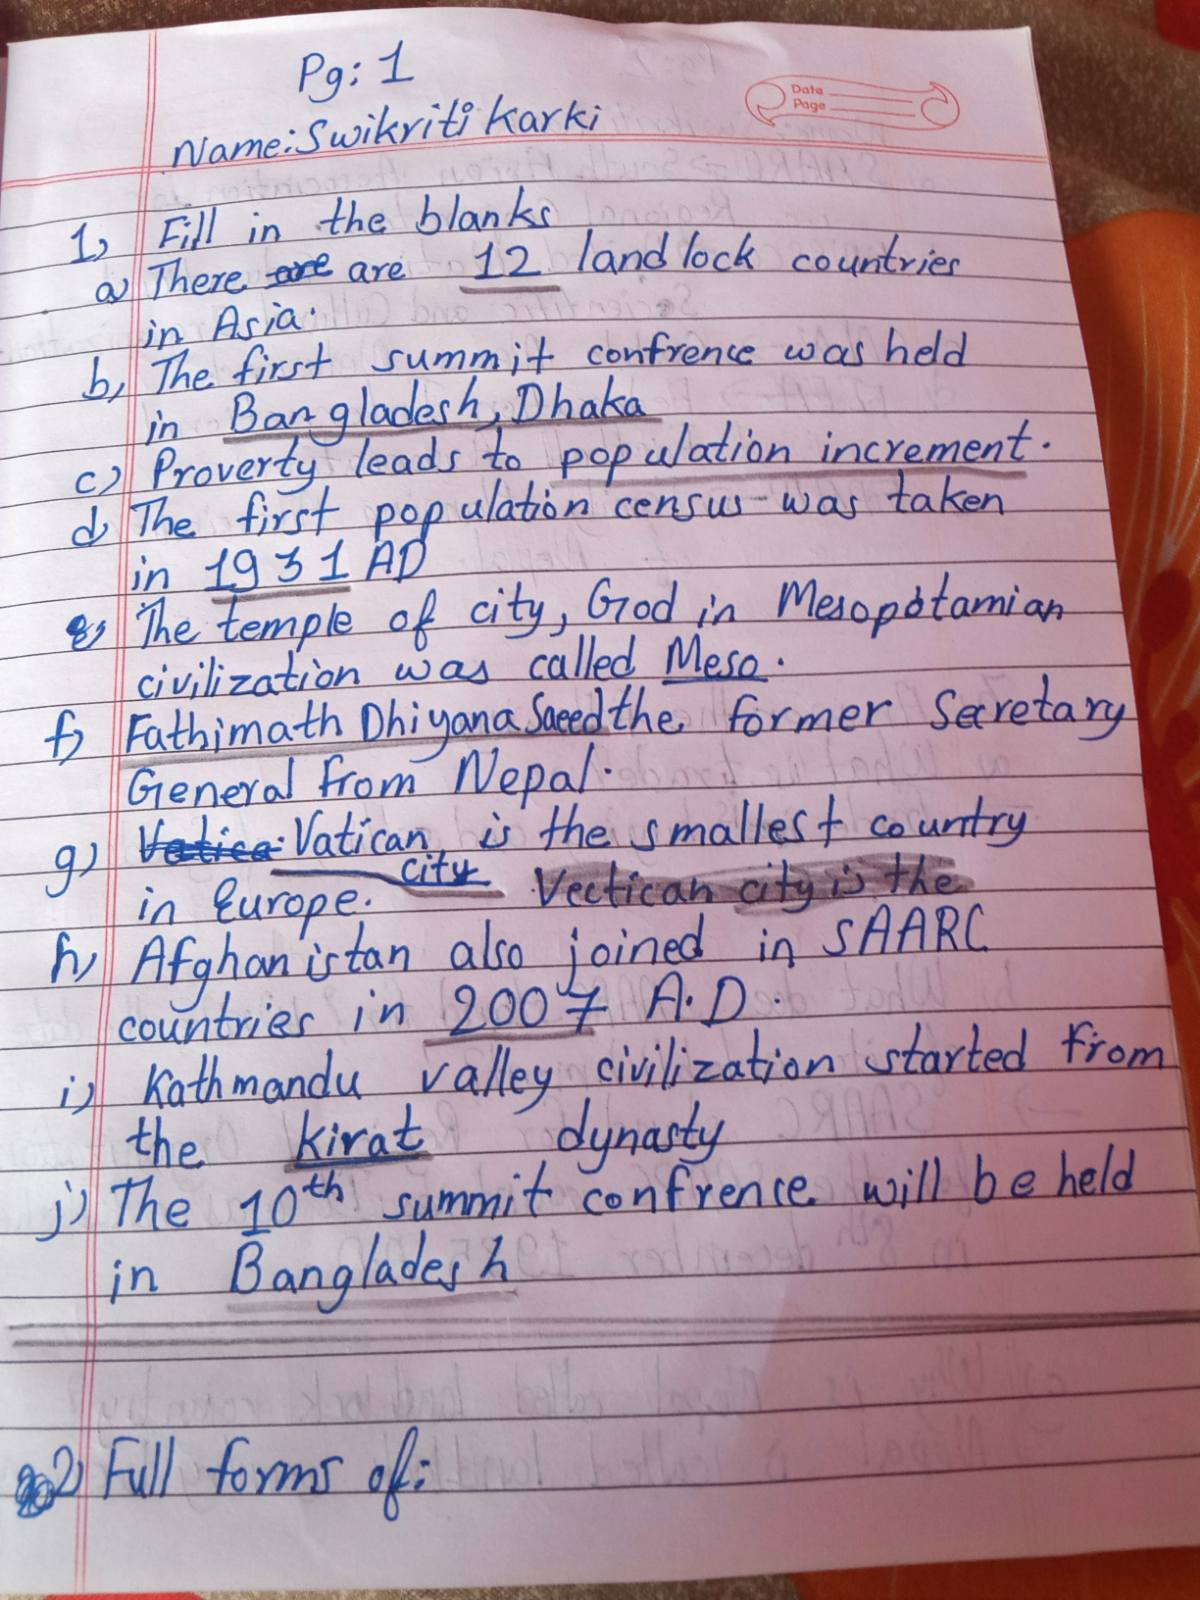 Pg: 1
Date
Page
Name: Swikriti Karki
1) Fill in the blanks
a) There are are 12 landlock countries
in Asia.
b) The first summit confrence was held
in Bangladesh, Dhaka
c) Proverty leads to population increment.
d) The first population census was taken
in 1931 AD
e) The temple of city, God in Mesopotamian
civilization was called Meso.
f) Fathimath Dhiyana Saeed the former Secretary
General from Nepal.
g) Vatica Vatican city is the smallest country
in Europe. Vectican city is the
h) Afghanistan also joined in SAARC
countries in 2007 A.D.
i) Kathmandu valley civilization started from
the kirat dynasty
j) The 10th summit confrence will be held
in Bangladesh
2) Full forms of: